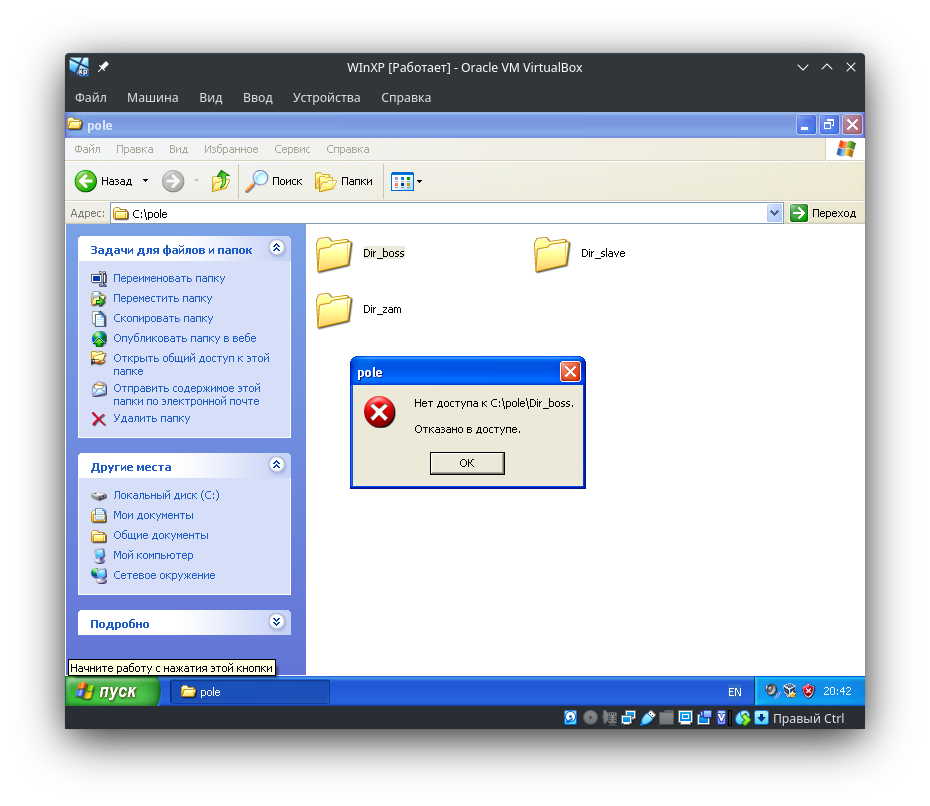 WInXP [Работает] - Oracle VM VirtualBox
Файл Машина Вид Ввод Устройства Справка
pole
Файл Правка Вид Избранное Сервис Справка
Назад Поиск Папки
Адрес: C:\pole Переход
Задачи для файлов и папок
Переименовать папку
Переместить папку
Скопировать папку
Опубликовать папку в вебе
Открыть общий доступ к этой
папке
Отправить содержимое этой
папки по электронной почте
Удалить папку
Другие места
Локальный диск (C:)
Мои документы
Общие документы
Мой компьютер
Сетевое окружение
Подробно
Dir_boss Dir_slave
Dir_zam
pole
Нет доступа к C:\pole\Dir_boss.
Отказано в доступе.
OK
Начните работу с нажатия этой кнопки
пуск pole EN 20:42
Правый Ctrl